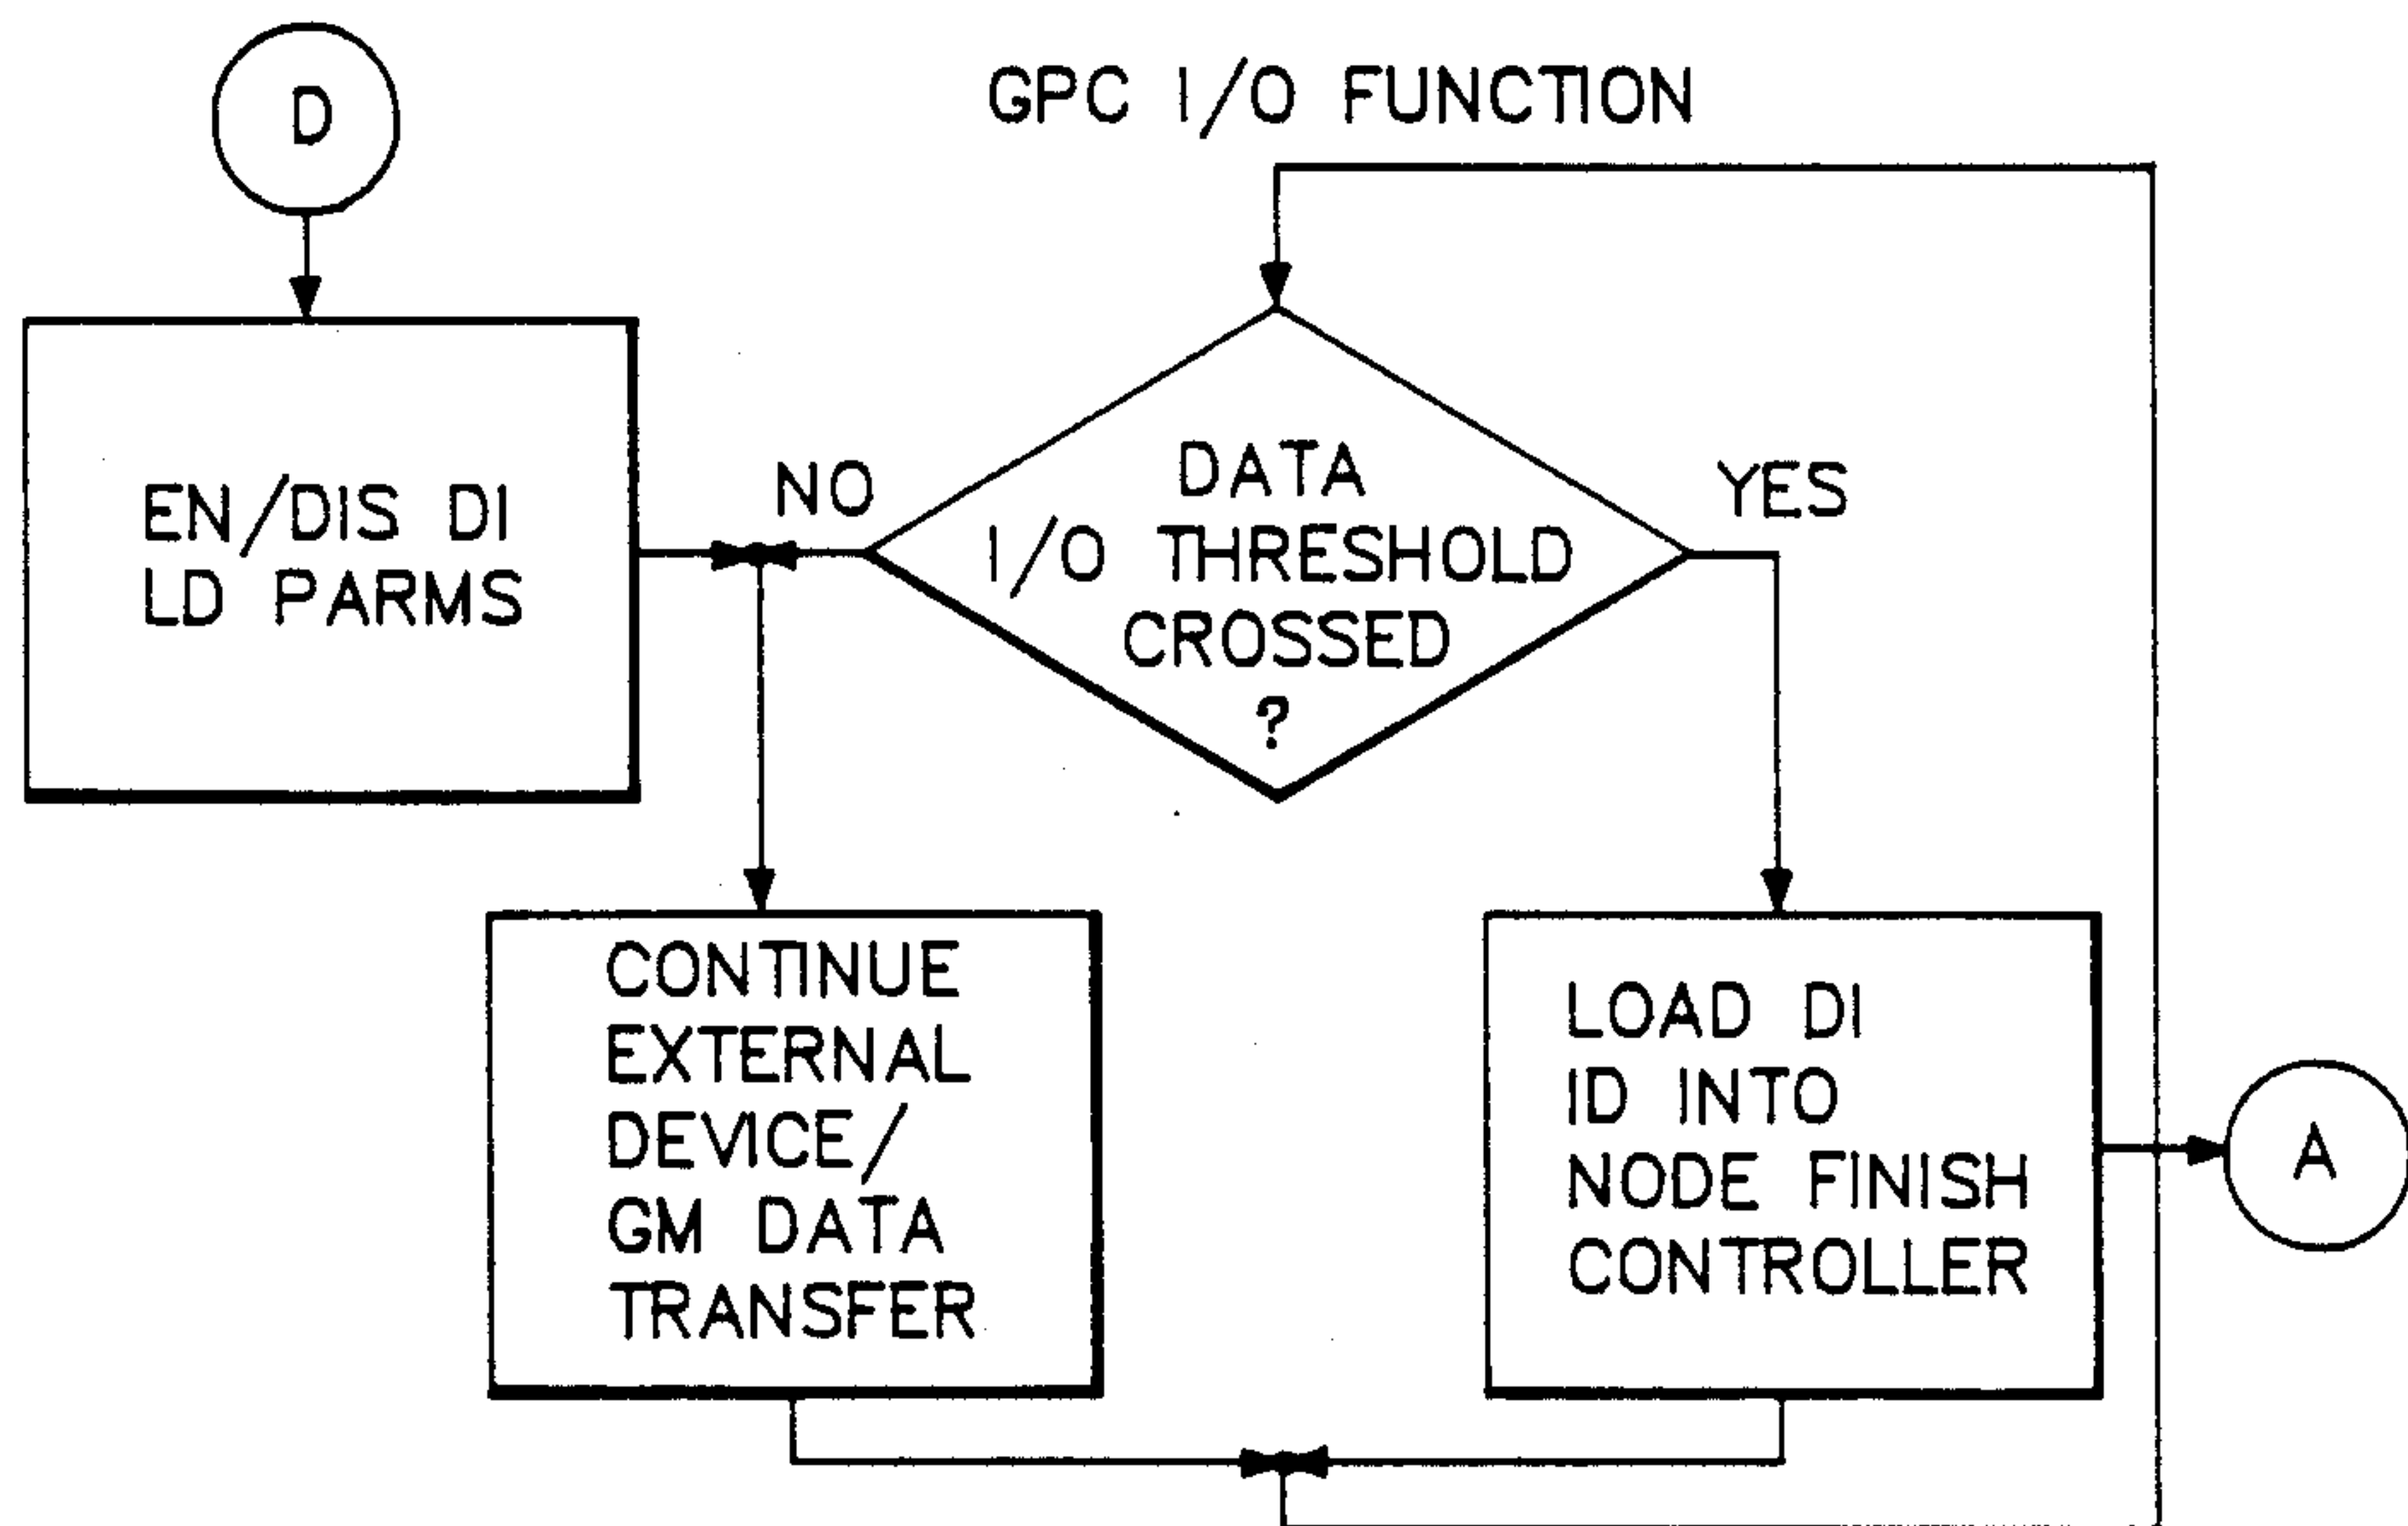 D
GPC I/O FUNCTION
EN/DIS DI
LD PARMS
NO
DATA
I/O THRESHOLD
CROSSED
?
YES
CONTINUE
EXTERNAL
DEVICE/
GM DATA
TRANSFER
LOAD DI
ID INTO
NODE FINISH
CONTROLLER
A